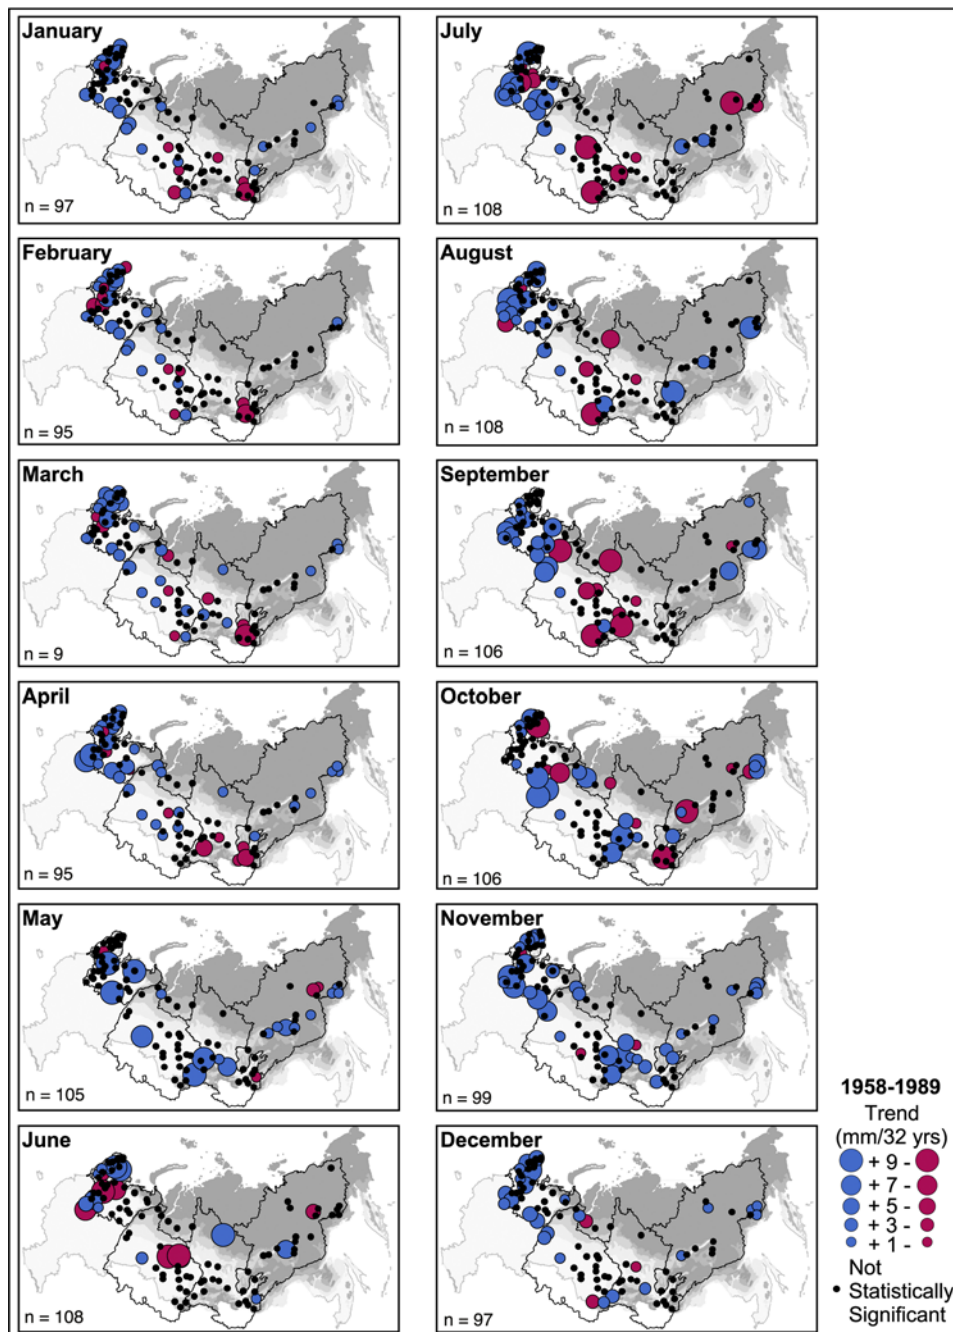 January
n = 97
July
n = 108
February
n = 95
August
n = 108
March
n = 9
September
n = 106
April
n = 95
October
n = 106
May
n = 105
November
n = 99
June
n = 108
December
n = 97
1958-1989
Trend
(mm/32 yrs)
+ 9 -
+ 7 -
+ 5 -
+ 3 -
+ 1 -
Not
Statistically
Significant